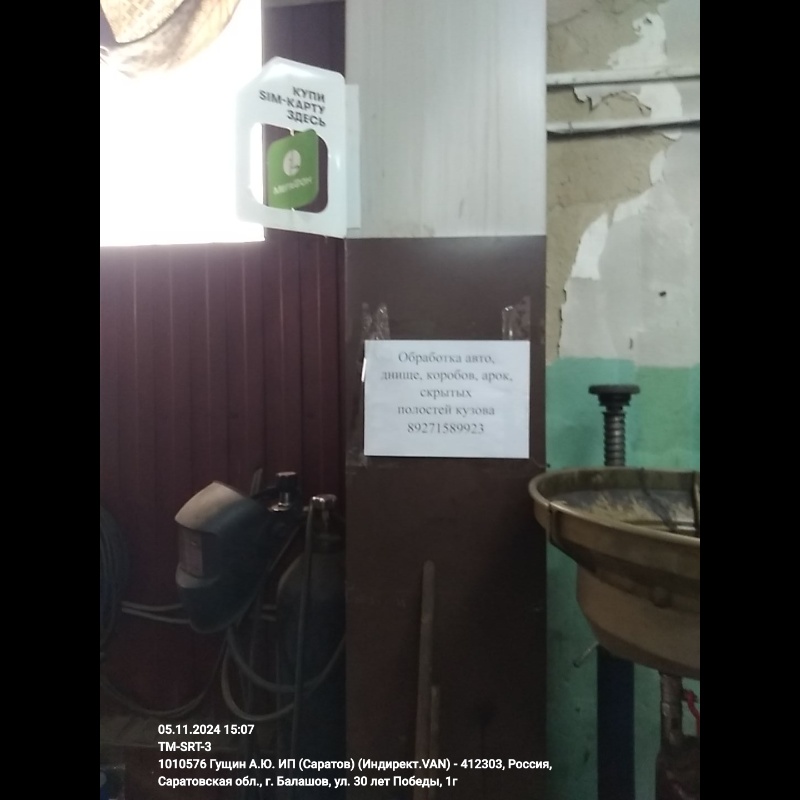 КУПИ
SIM-КАРТУ
ЗДЕСЬ
МЕГАФОН
Обработка авто,
днище, коробов, арок,
скрытых
полостей кузова
89271589923
05.11.2024 15:07
TM-SRT-3
1010576 Гущин А.Ю. ИП (Саратов) (Индирект.VAN) - 412303, Россия,
Саратовская обл., г. Балашов, ул. 30 лет Победы, 1г